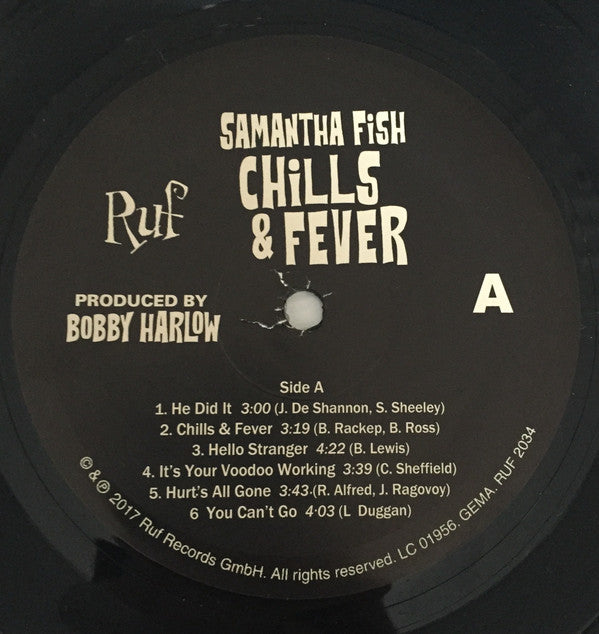 SAMANTHA FiSH
CHiLLS
& FEVER
Ruf
PRODUCED BY
BOBBY HARLOW
A
Side A
1. He Did It 3:00 (J. De Shannon, S. Sheeley)
2. Chills & Fever 3:19 (B. Rackep, B. Ross)
3. Hello Stranger 4:22 (B. Lewis)
4. It's Your Voodoo Working 3:39 (C. Sheffield)
5. Hurt's All Gone 3:43 (R. Alfred, J. Ragovoy)
6 You Can't Go 4:03 (L Duggan)
© & ℗ 2017 Ruf Records GmbH. All rights reserved. LC 01956. GEMA. RUF 2034